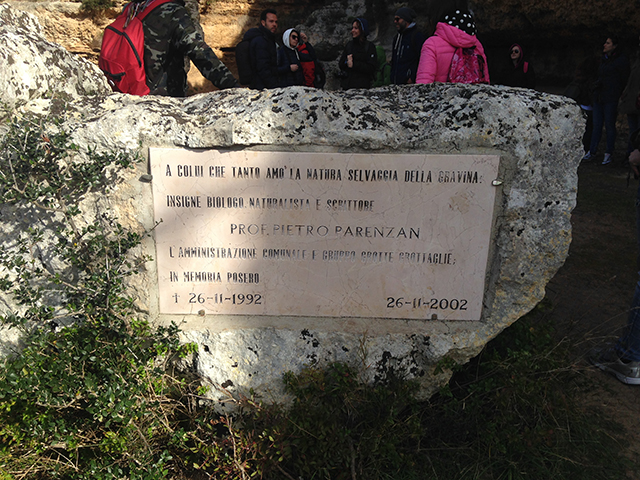 A COLUI CHE TANTO AMO' LA NATURA SELVAGGIA DELLA GRAVINA:
INSIGNE BIOLOGO NATURALISTA E SCRITTORE
PROF. PIETRO PARENZAN
L'AMMINISTRAZIONE COMUNALE E GRUPPO GROTTE GROTTAGLIE:
IN MEMORIA POSERO
† 26-11-1992 26-11-2002